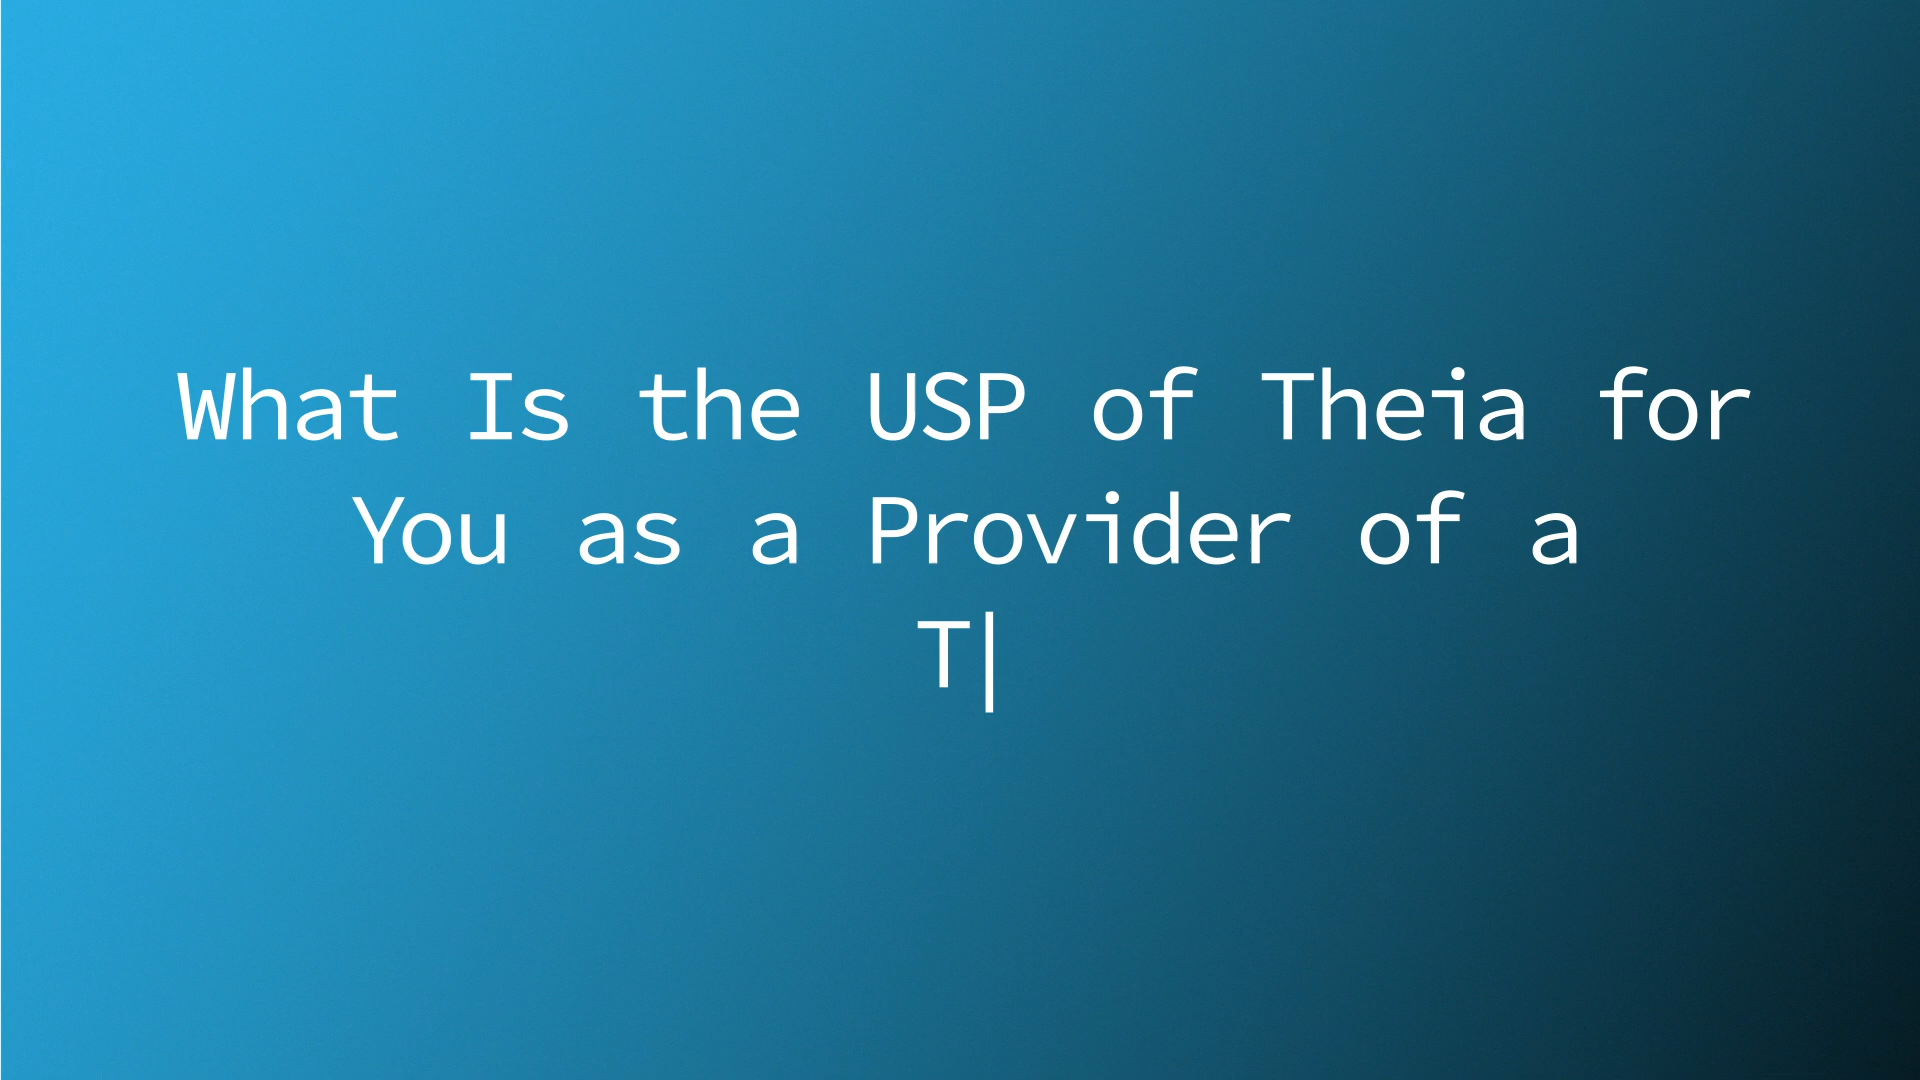 What Is the USP of Theia for
You as a Provider of a
T|